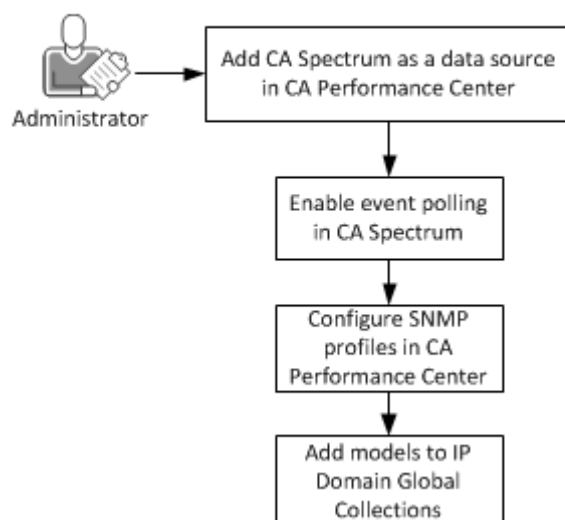 Administrator
Add CA Spectrum as a data source
in CA Performance Center
Enable event polling
in CA Spectrum
Configure SNMP
profiles in CA
Performance Center
Add models to IP
Domain Global
Collections